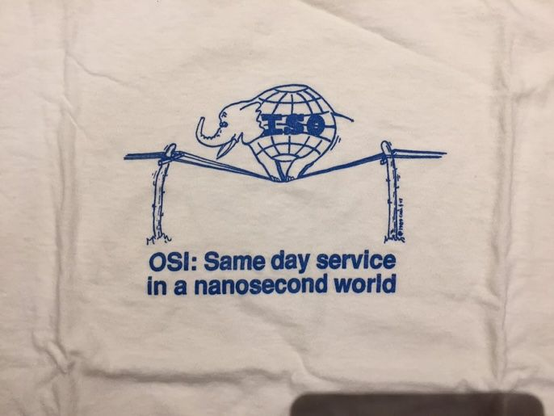 ISO
OSI: Same day service
in a nanosecond world